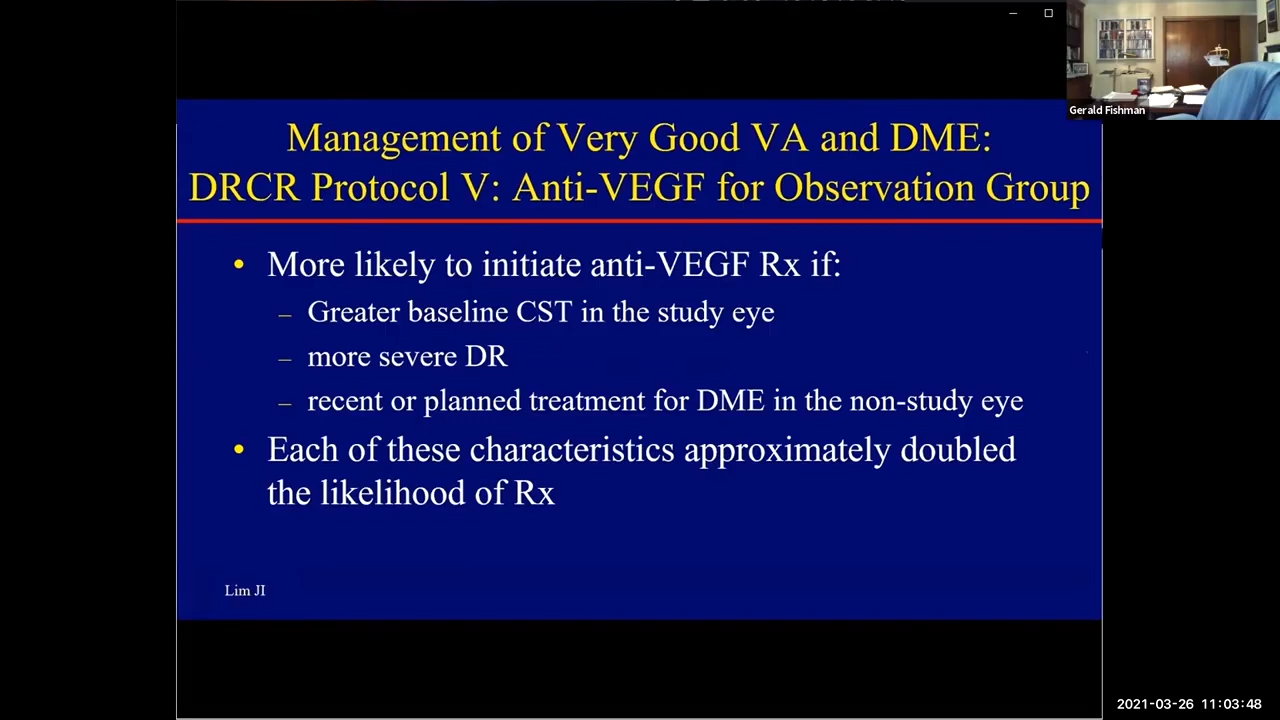 Gerald Fishman
Management of Very Good VA and DME:
DRCR Protocol V: Anti-VEGF for Observation Group
• More likely to initiate anti-VEGF Rx if:
– Greater baseline CST in the study eye
– more severe DR
– recent or planned treatment for DME in the non-study eye
• Each of these characteristics approximately doubled
the likelihood of Rx
Lim JI
2021-03-26 11:03:48